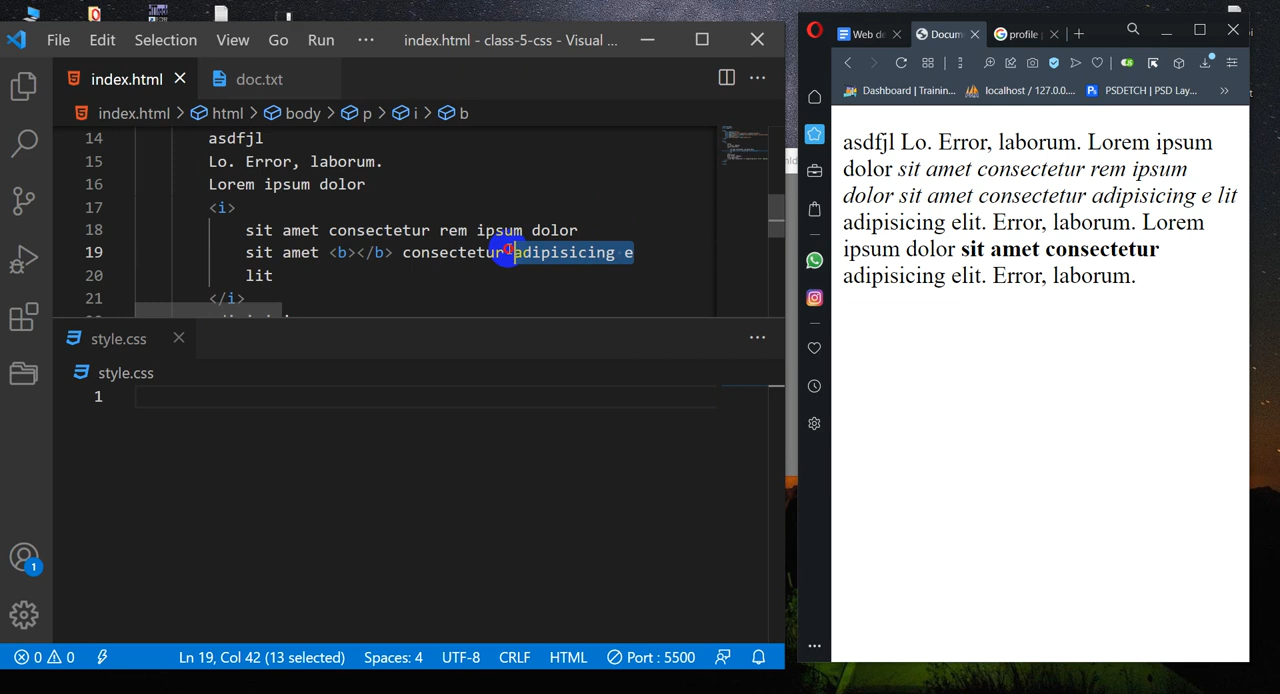 File Edit Selection View Go Run ··· index.html - class-5-css - Visual ...
index.html
doc.txt
index.html > html > body > p > i > b
14 asdfjl
15 Lo. Error, laborum.
16 Lorem ipsum dolor
17 <i>
18 sit amet consectetur rem ipsum dolor
19 sit amet <b></b> consectetur adipisicing e
20 lit
21 </i>
style.css
style.css
1
1
0 0 Ln 19, Col 42 (13 selected) Spaces: 4 UTF-8 CRLF HTML Port : 5500
Web de
Docum
profile
Dashboard | Trainin...
localhost / 127.0.0....
PSDETCH | PSD Lay...
asdfjl Lo. Error, laborum. Lorem ipsum
dolor sit amet consectetur rem ipsum
dolor sit amet consectetur adipisicing e lit
adipisicing elit. Error, laborum. Lorem
ipsum dolor sit amet consectetur
adipisicing elit. Error, laborum.